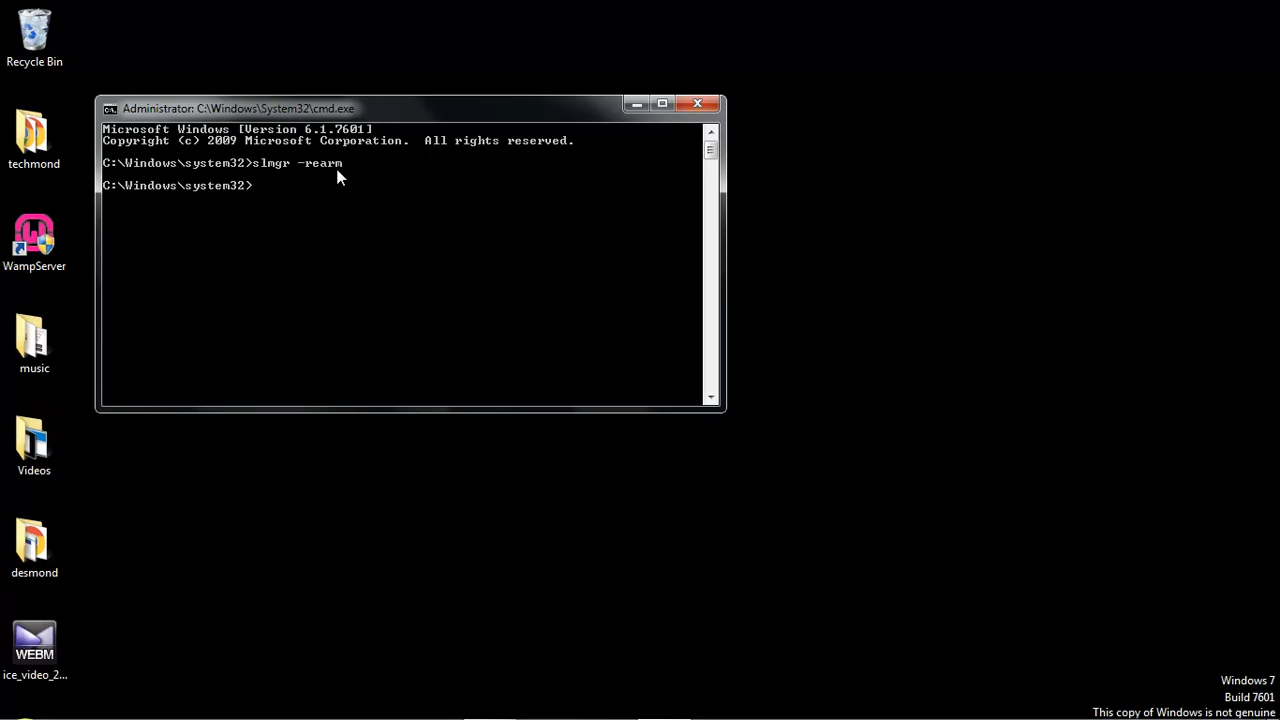 Recycle Bin
techmond
WampServer
music
Videos
desmond
WEBM
ice_video_2...
C:\.
Administrator: C:\Windows\System32\cmd.exe
Microsoft Windows [Version 6.1.7601]
Copyright (c) 2009 Microsoft Corporation.  All rights reserved.
C:\Windows\system32>slmgr -rearm
C:\Windows\system32>
Windows 7
Build 7601
This copy of Windows is not genuine